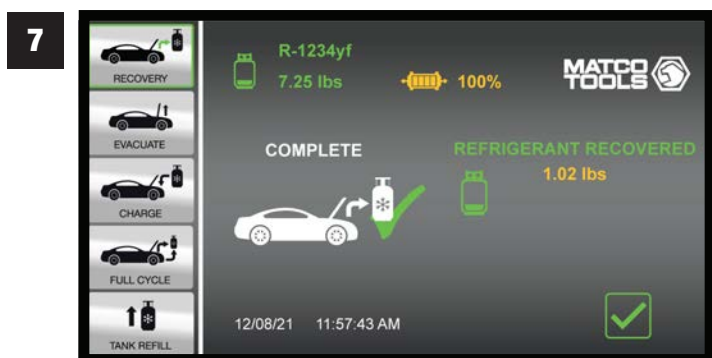 7
RECOVERY
EVACUATE
CHARGE
FULL CYCLE
TANK REFILL
R-1234yf
7.25 lbs
100%
MATCO
TOOLS
COMPLETE
REFRIGERANT RECOVERED
1.02 lbs
12/08/21 11:57:43 AM